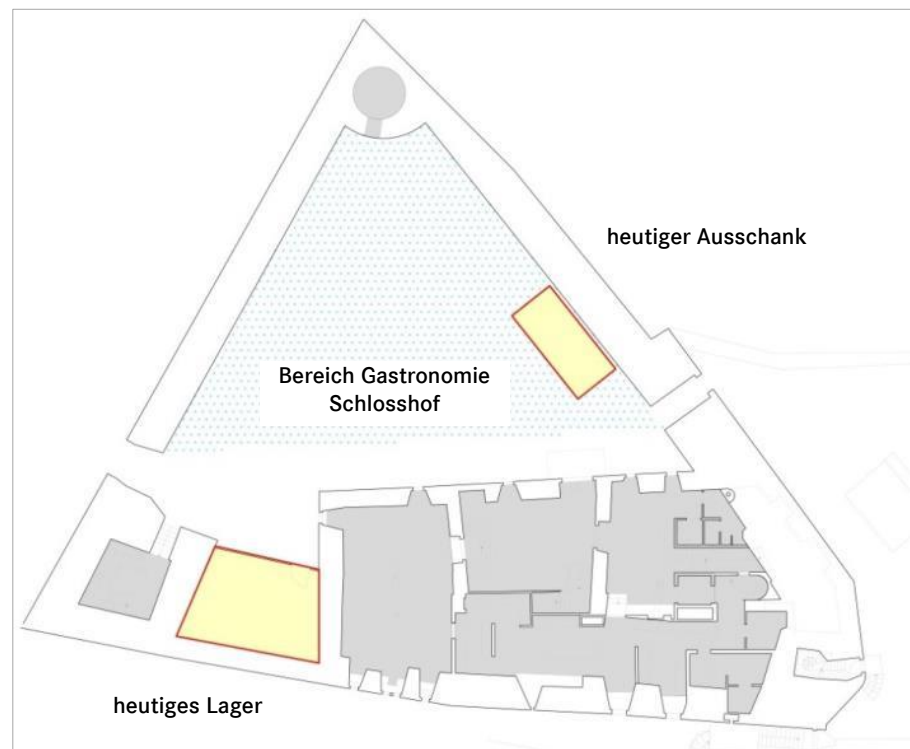 heutiger Ausschank
Bereich Gastronomie
Schlosshof
heutiges Lager